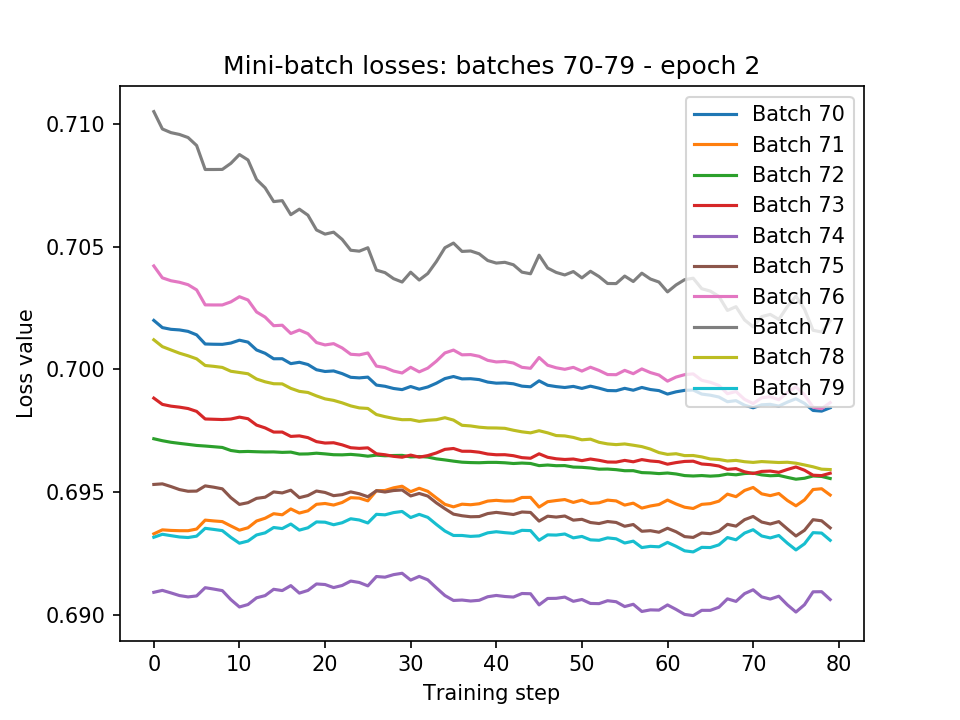 Mini-batch losses: batches 70-79 - epoch 2
0.710
0.705
0.700
0.695
0.690
Loss value
0
10
20
30
40
50
60
70
80
Training step
Batch 70
Batch 71
Batch 72
Batch 73
Batch 74
Batch 75
Batch 76
Batch 77
Batch 78
Batch 79